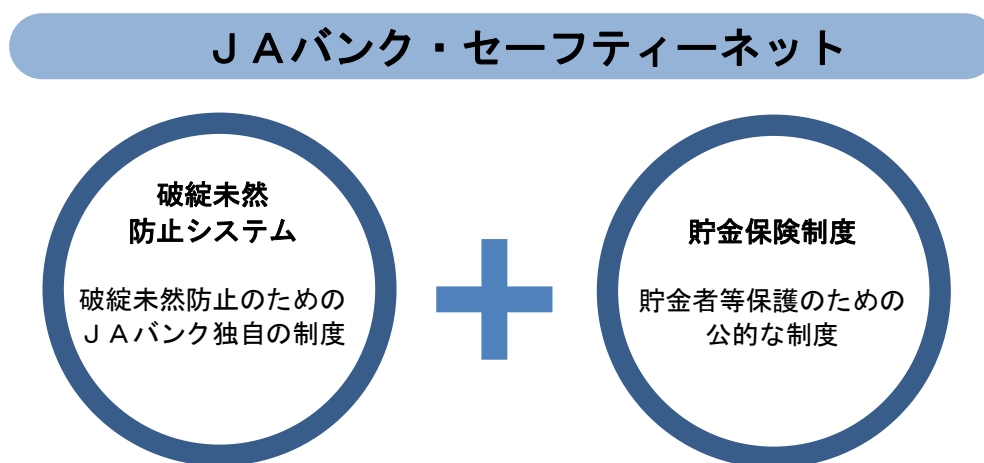 ＪＡバンク・セーフティーネット
破綻未然
防止システム
破綻未然防止のための
ＪＡバンク独自の制度
貯金保険制度
貯金者等保護のための
公的な制度